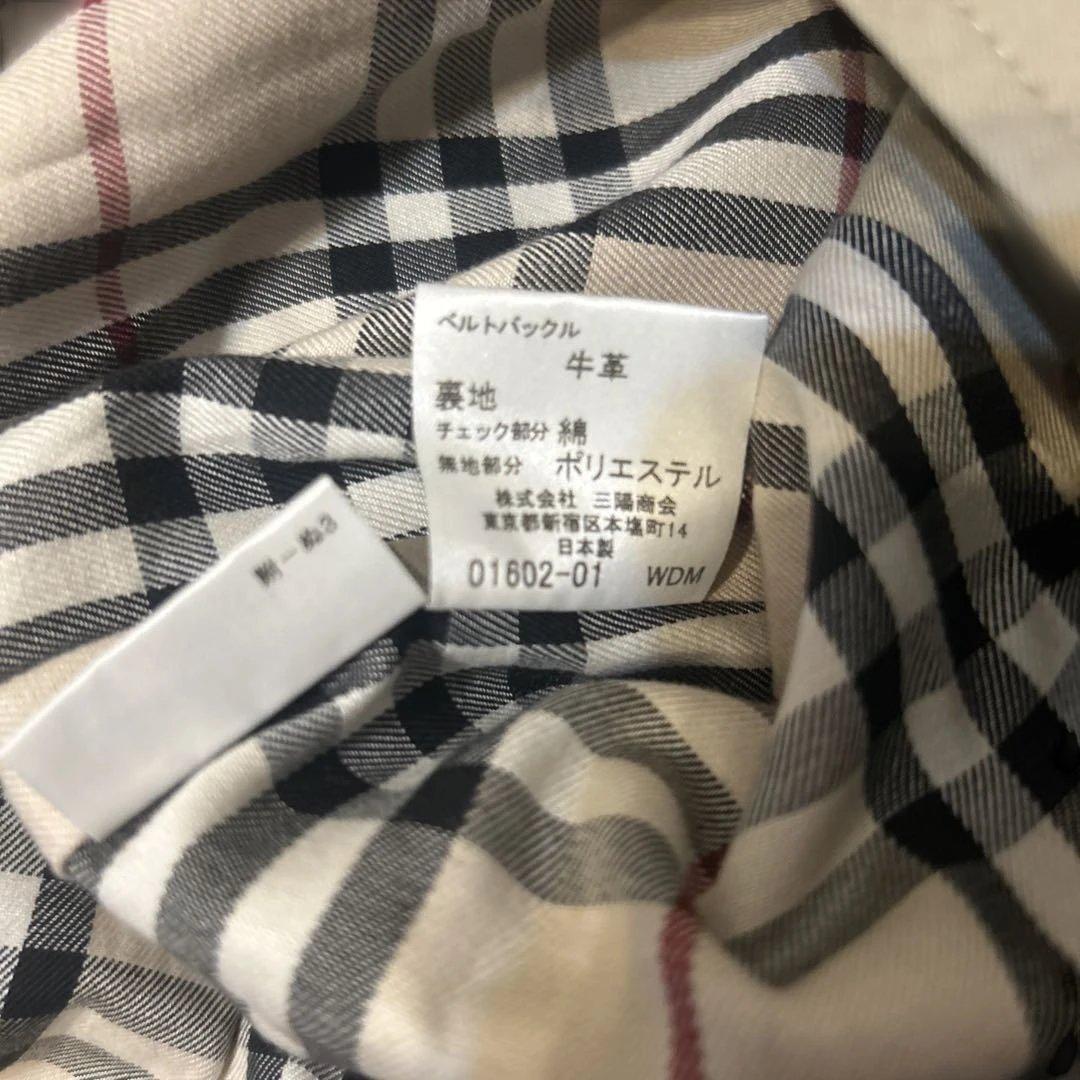 ベルトバックル
牛革
裏地
チェック部分 綿
無地部分 ポリエステル
株式会社 三陽商会
東京都新宿区本塩町14
日本製
01602-01 WDM